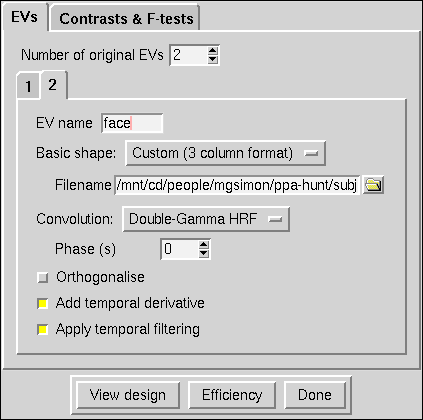 EVs Contrasts & F-tests
Number of original EVs 2
1 2
EV name face
Basic shape: Custom (3 column format)
Filename /mnt/cd/people/mgsimon/ppa-hunt/subj
Convolution: Double-Gamma HRF
Phase (s) 0
Orthogonalise
Add temporal derivative
Apply temporal filtering
View design Efficiency Done